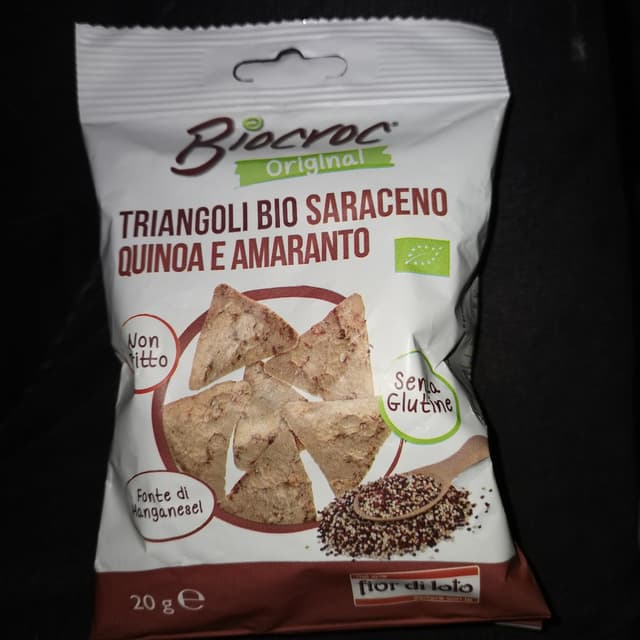 Biocroc®
Original
TRIANGOLI BIO SARACENO
QUINOA E AMARANTO
Non
fritto
Senza
Glutine
Fonte di
Manganese!
20 g ℮
fior di loto